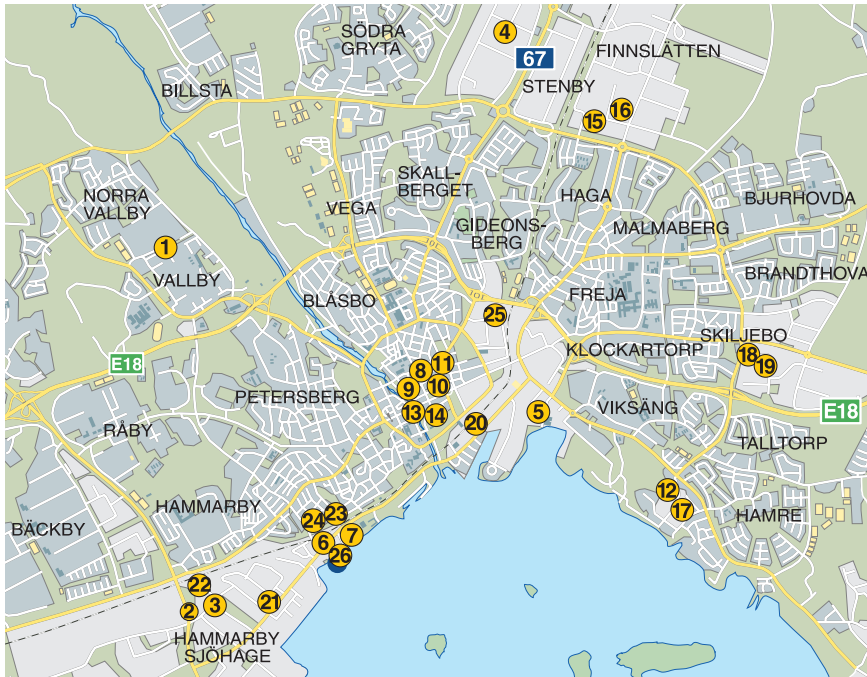 SÖDRA
GRYTA
4
67
FINNSLÄTTEN
STENBY
BILLSTA
15
16
SKALL-
BERGET
HAGA
NORRA
VALLBY
VEGA
BJURHOVDA
GIDEONS-
BERG
MALMABERG
1
VALLBY
BRANDTHOVA
BLÅSBO
FREJA
25
SKILJEBO
KLOCKARTORP
18
19
E18
8
11
9
10
PETERSBERG
13
14
20
5
VIKSÄNG
E18
RÅBY
TALLTORP
12
17
HAMMARBY
HAMRE
BÄCKBY
24
23
6
7
26
22
2
3
21
HAMMARBY
SJÖHAGE